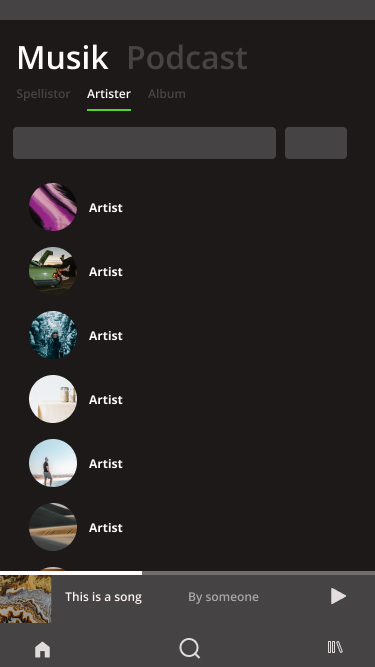 Musik Podcast
Spellistor Artister Album
Artist
Artist
Artist
Artist
Artist
Artist
This is a song By someone